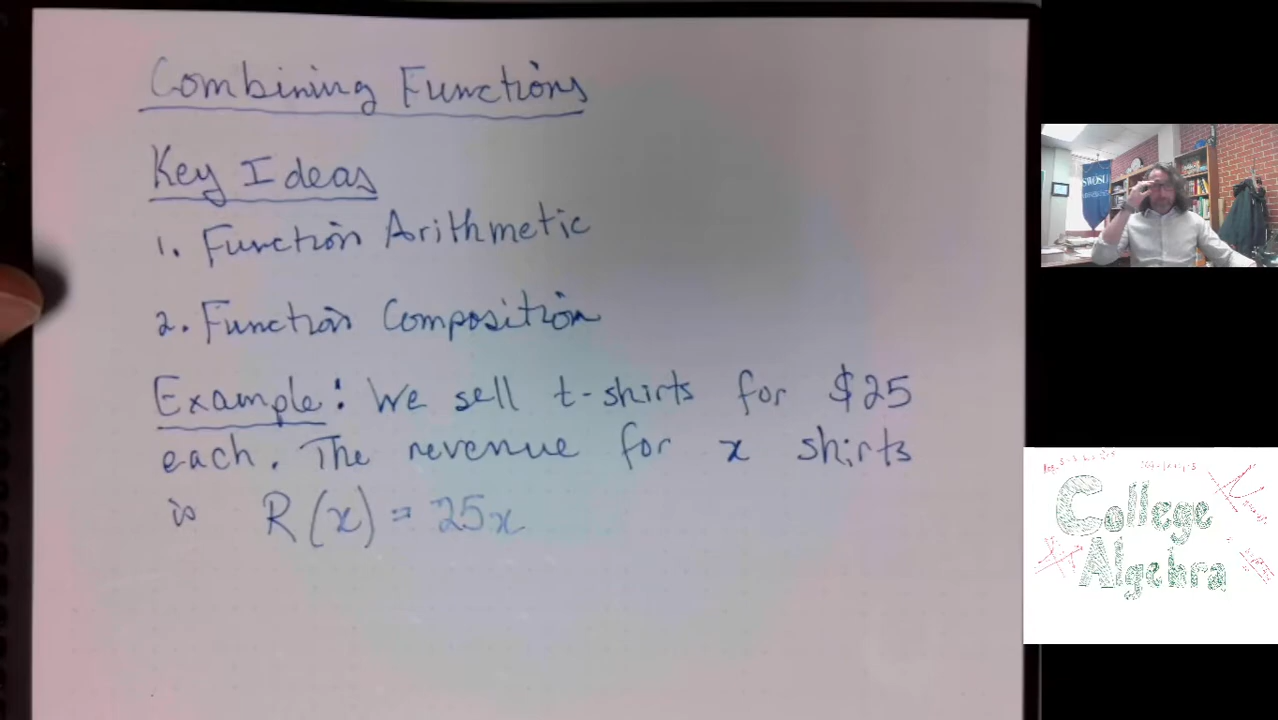 Combining Functions
Key Ideas
1. Function Arithmetic
2. Function Composition
Example: We sell t-shirts for $25
each. The revenue for x shirts
is R(x) = 25x
SWOSU
College
Algebra